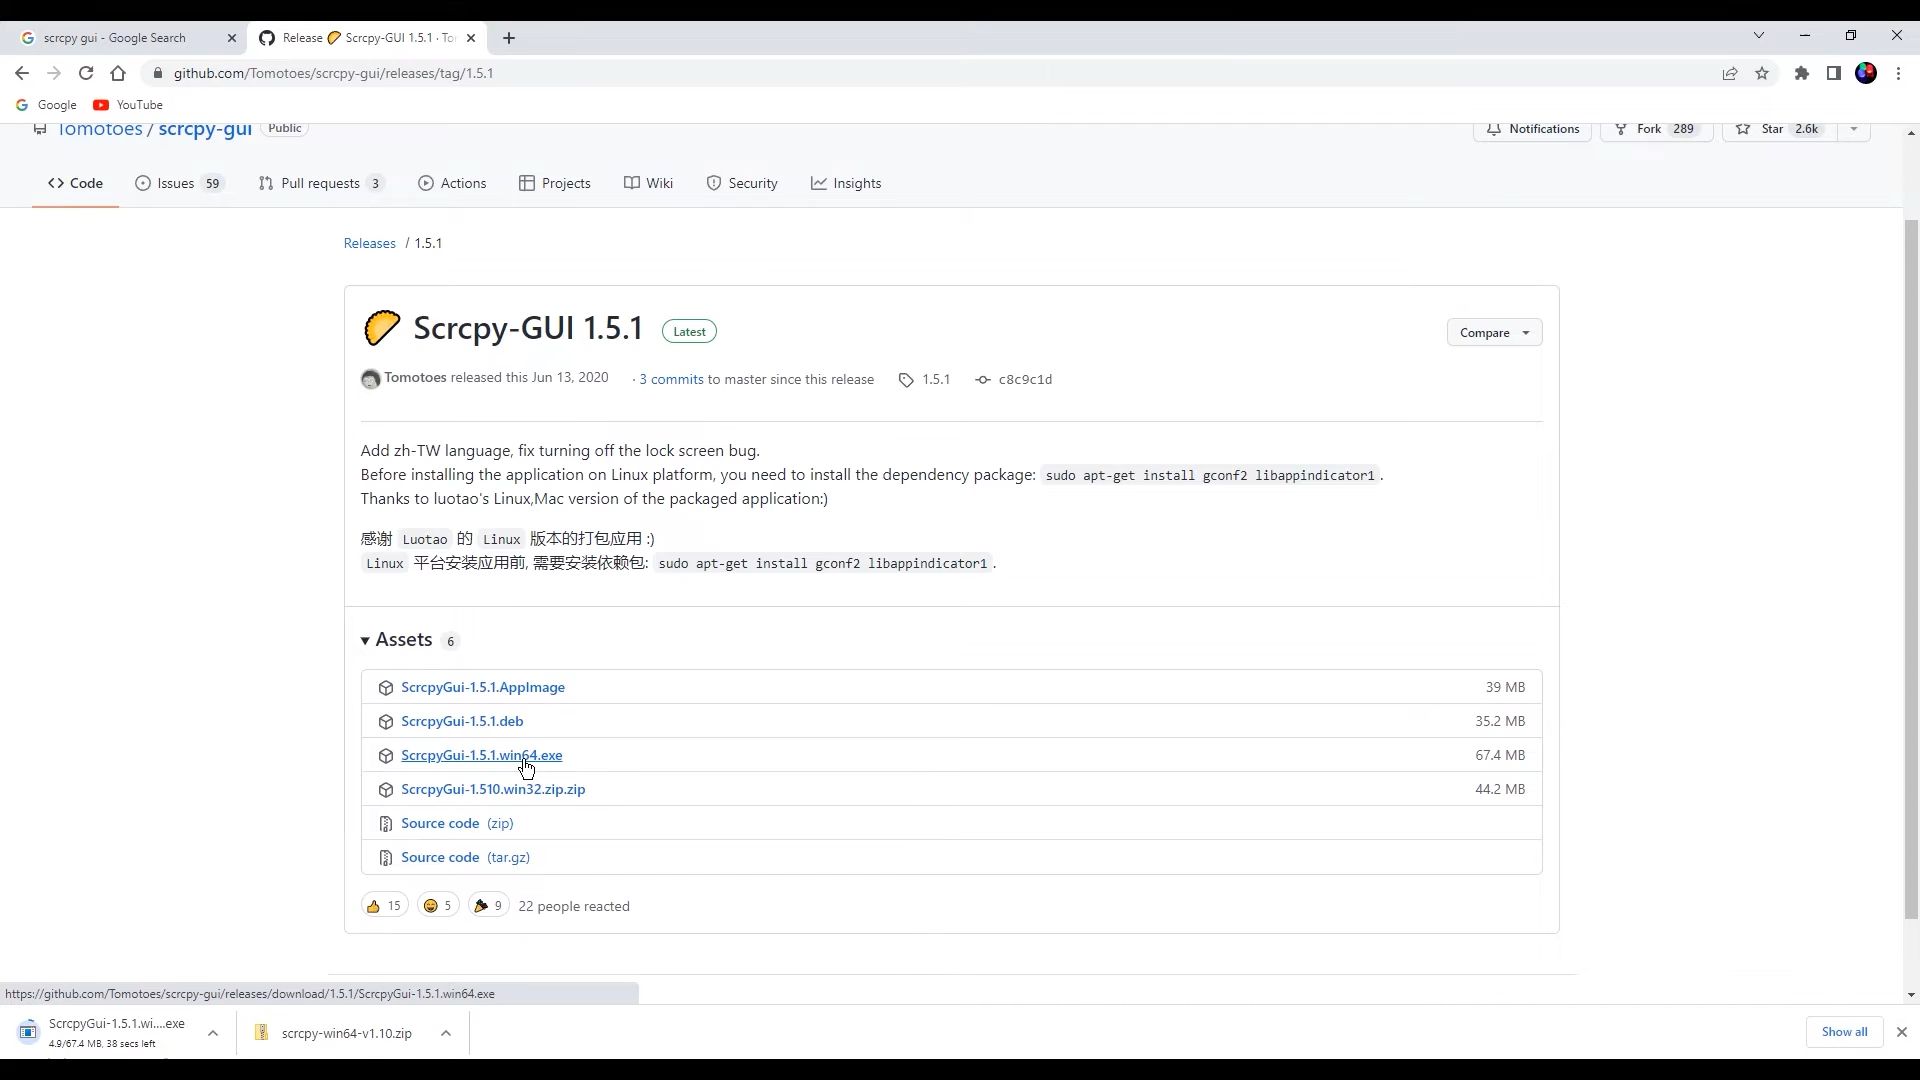 scrcpy gui - Google Search
Release 🥟 Scrcpy-GUI 1.5.1 · To
github.com/Tomotoes/scrcpy-gui/releases/tag/1.5.1
Google YouTube
Tomotoes / scrcpy-gui Public
Notifications Fork 289 Star 2.6k
Code Issues 59 Pull requests 3 Actions Projects Wiki Security Insights
Releases / 1.5.1
🥟 Scrcpy-GUI 1.5.1 Latest
Compare
Tomotoes released this Jun 13, 2020 · 3 commits to master since this release 1.5.1 c8c9c1d
Add zh-TW language, fix turning off the lock screen bug.
Before installing the application on Linux platform, you need to install the dependency package: sudo apt-get install gconf2 libappindicator1 .
Thanks to luotao's Linux,Mac version of the packaged application:)
感谢 Luotao 的 Linux 版本的打包应用 :)
Linux 平台安装应用前, 需要安装依赖包: sudo apt-get install gconf2 libappindicator1 .
Assets 6
ScrcpyGui-1.5.1.AppImage 39 MB
ScrcpyGui-1.5.1.deb 35.2 MB
ScrcpyGui-1.5.1.win64.exe 67.4 MB
ScrcpyGui-1.510.win32.zip.zip 44.2 MB
Source code (zip)
Source code (tar.gz)
👍 15 😄 5 🎉 9 22 people reacted
https://github.com/Tomotoes/scrcpy-gui/releases/download/1.5.1/ScrcpyGui-1.5.1.win64.exe
ScrcpyGui-1.5.1.wi....exe
4.9/67.4 MB, 38 secs left
scrcpy-win64-v1.10.zip
Show all